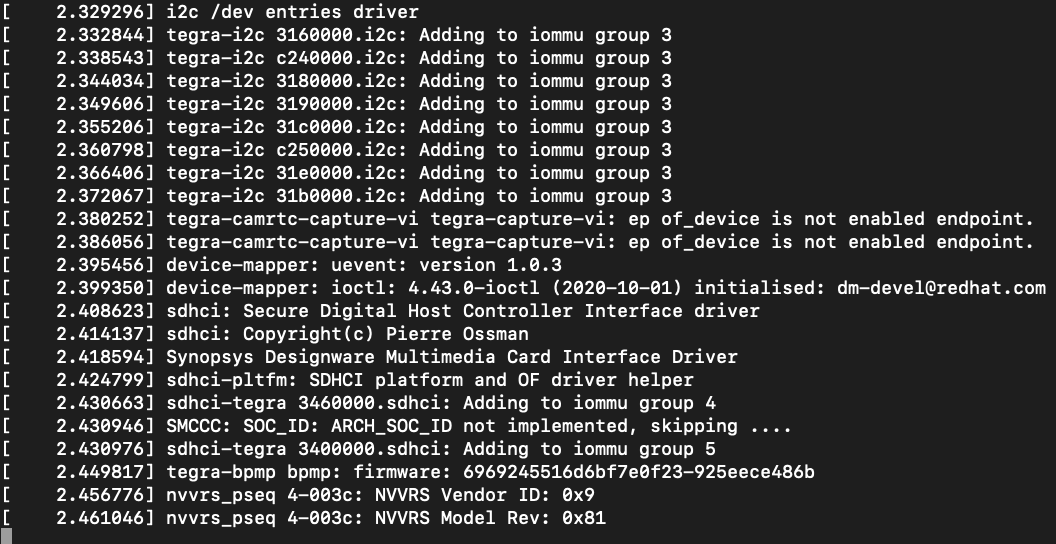 [    2.329296] i2c /dev entries driver
[    2.332844] tegra-i2c 3160000.i2c: Adding to iommu group 3
[    2.338543] tegra-i2c c240000.i2c: Adding to iommu group 3
[    2.344034] tegra-i2c 3180000.i2c: Adding to iommu group 3
[    2.349606] tegra-i2c 3190000.i2c: Adding to iommu group 3
[    2.355206] tegra-i2c 31c0000.i2c: Adding to iommu group 3
[    2.360798] tegra-i2c c250000.i2c: Adding to iommu group 3
[    2.366406] tegra-i2c 31e0000.i2c: Adding to iommu group 3
[    2.372067] tegra-i2c 31b0000.i2c: Adding to iommu group 3
[    2.380252] tegra-camrtc-capture-vi tegra-capture-vi: ep of_device is not enabled endpoint.
[    2.386056] tegra-camrtc-capture-vi tegra-capture-vi: ep of_device is not enabled endpoint.
[    2.395456] device-mapper: uevent: version 1.0.3
[    2.399350] device-mapper: ioctl: 4.43.0-ioctl (2020-10-01) initialised: dm-devel@redhat.com
[    2.408623] sdhci: Secure Digital Host Controller Interface driver
[    2.414137] sdhci: Copyright(c) Pierre Ossman
[    2.418594] Synopsys Designware Multimedia Card Interface Driver
[    2.424799] sdhci-pltfm: SDHCI platform and OF driver helper
[    2.430663] sdhci-tegra 3460000.sdhci: Adding to iommu group 4
[    2.430946] SMCCC: SOC_ID: ARCH_SOC_ID not implemented, skipping ....
[    2.430976] sdhci-tegra 3400000.sdhci: Adding to iommu group 5
[    2.449817] tegra-bpmp bpmp: firmware: 6969245516d6bf7e0f23-925eece486b
[    2.456776] nvvrs_pseq 4-003c: NVVRS Vendor ID: 0x9
[    2.461046] nvvrs_pseq 4-003c: NVVRS Model Rev: 0x81